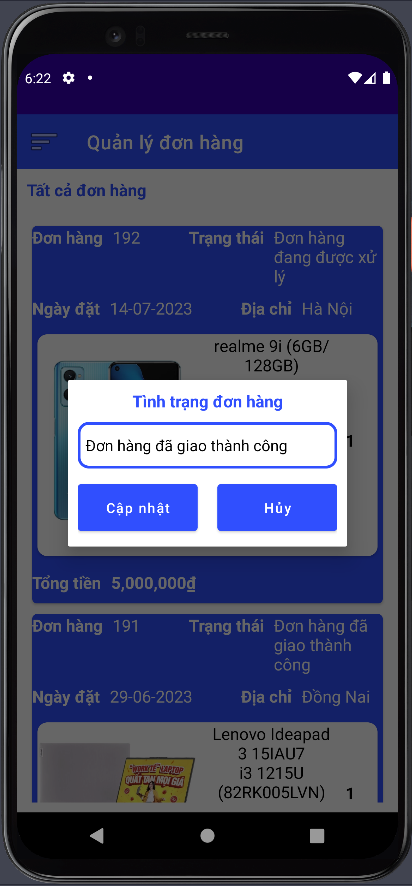 6:22
Quản lý đơn hàng
Tất cả đơn hàng
Đơn hàng 192 Trạng thái Đơn hàng
đang được xử
lý
Ngày đặt 14-07-2023 Địa chỉ Hà Nội
realme 9i (6GB/
128GB)
Tình trạng đơn hàng
1
Đơn hàng đã giao thành công
Cập nhật Hủy
Tổng tiền 5,000,000₫
Đơn hàng 191 Trạng thái Đơn hàng đã
giao thành
công
Ngày đặt 29-06-2023 Địa chỉ Đồng Nai
Lenovo Ideapad
3 15IAU7
i3 1215U
(82RK005LVN) 1
QUẤT TAN MỌI GIÁ